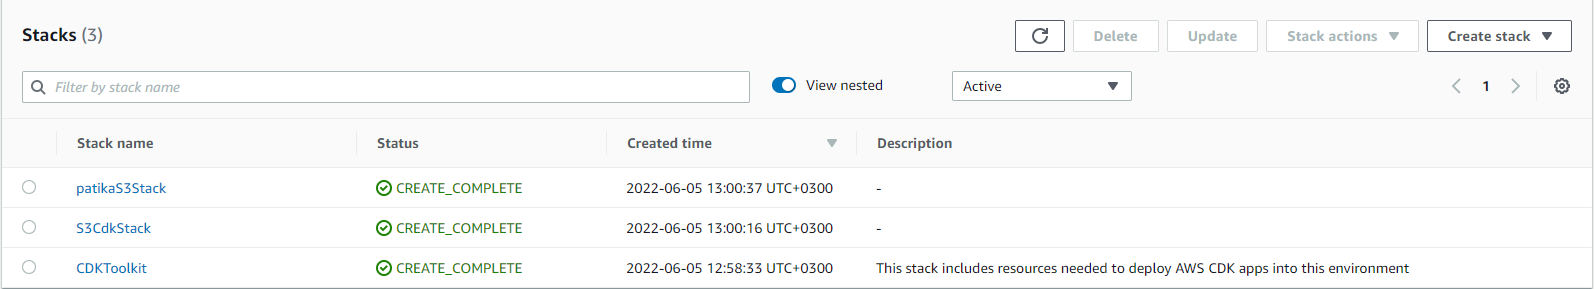 Stacks (3)
Delete
Update
Stack actions
Create stack
Filter by stack name
View nested
Active
1
Stack name Status Created time Description
patikaS3Stack CREATE_COMPLETE 2022-06-05 13:00:37 UTC+0300 -
S3CdkStack CREATE_COMPLETE 2022-06-05 13:00:16 UTC+0300 -
CDKToolkit CREATE_COMPLETE 2022-06-05 12:58:33 UTC+0300 This stack includes resources needed to deploy AWS CDK apps into this environment